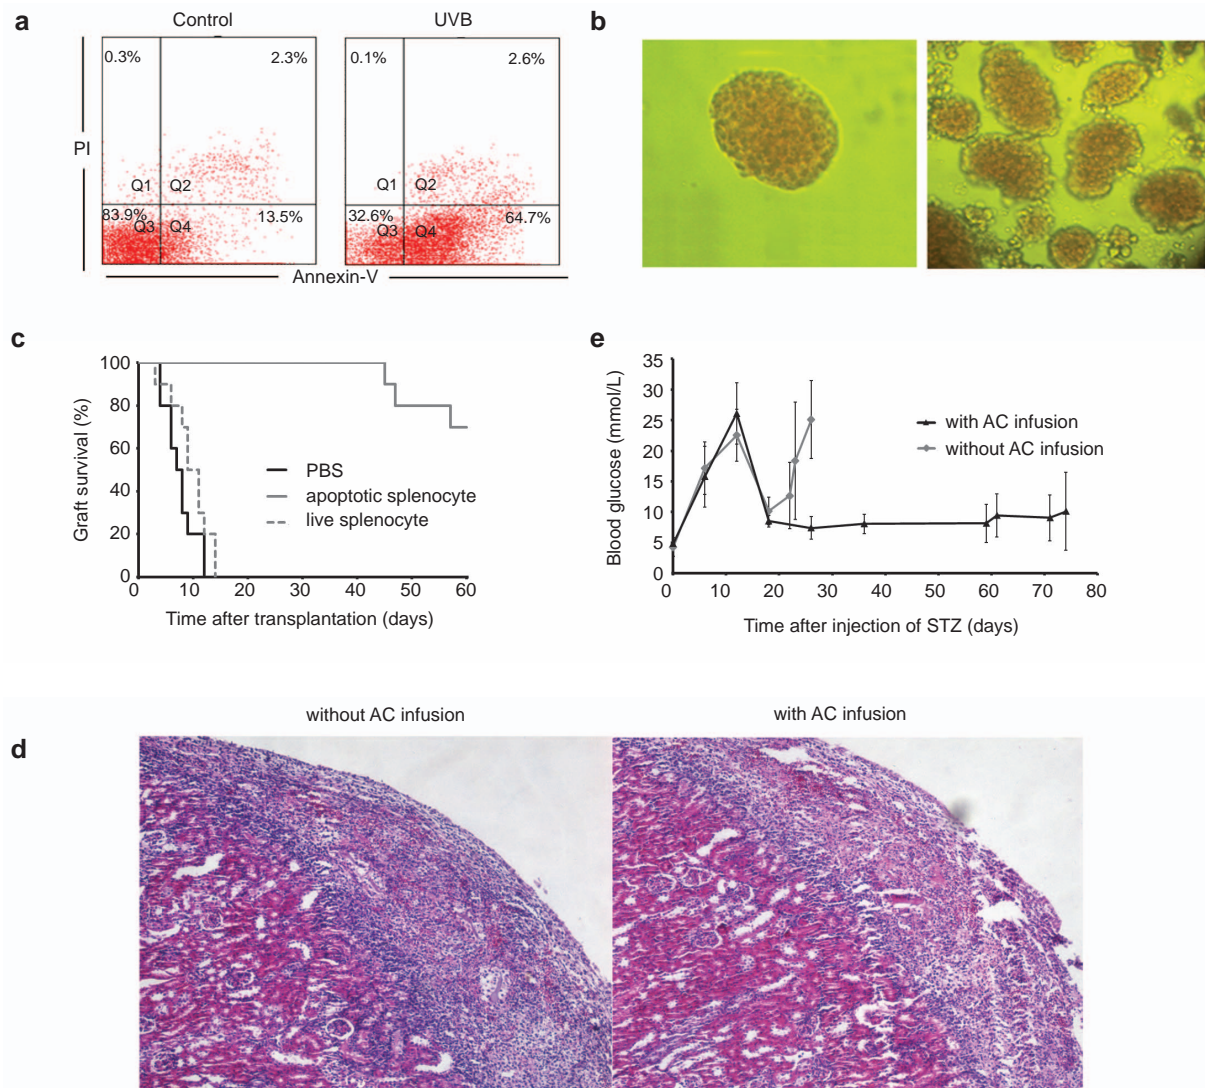 a
Control
UVB
0.3%
2.3%
0.1%
2.6%
PI
Q1
Q2
Q1
Q2
83.9%
13.5%
32.6%
64.7%
Q3
Q4
Q3
Q4
Annexin-V
b
c
100
80
60
40
20
0
Graft survival (%)
PBS
apoptotic splenocyte
live splenocyte
0
10
20
30
40
50
60
Time after transplantation (days)
e
35
30
25
20
15
10
5
0
Blood glucose (mmol/L)
with AC infusion
without AC infusion
0
10
20
30
40
50
60
70
80
Time after injection of STZ (days)
without AC infusion
with AC infusion
d